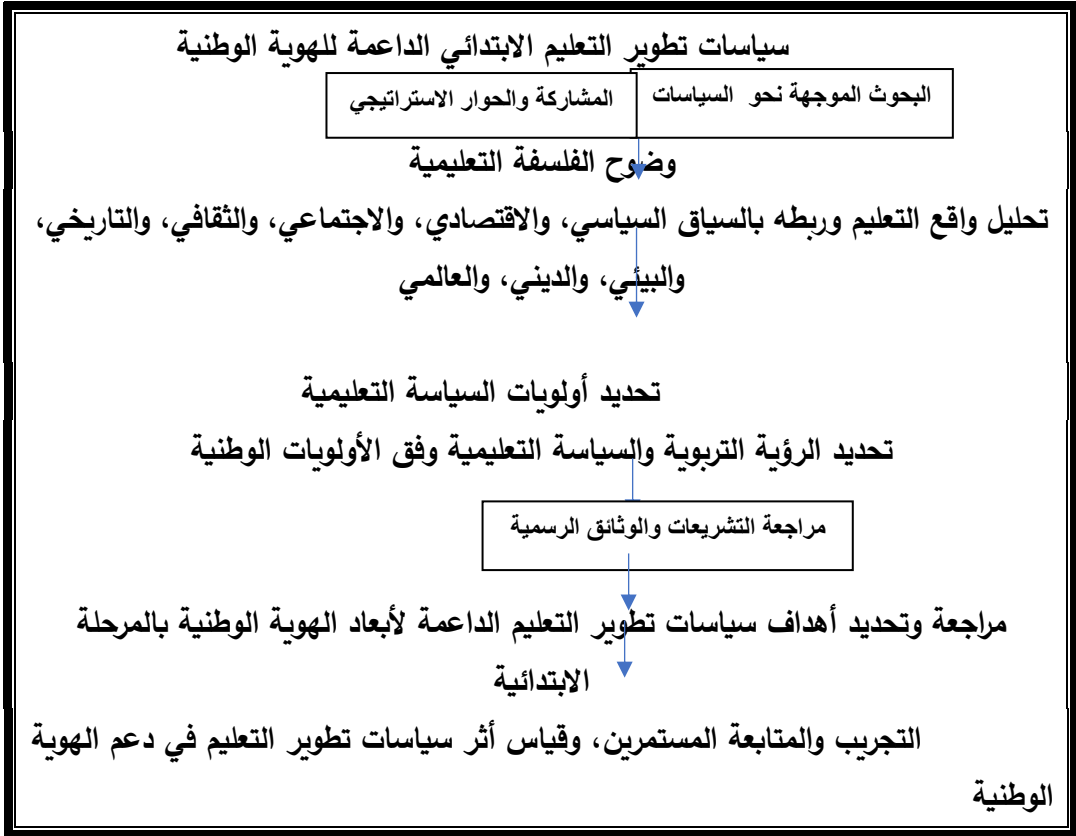 سياسات تطوير التعليم الابتدائي الداعمة للهوية الوطنية
البحوث الموجهة نحو السياسات
المشاركة والحوار الاستراتيجي
وضوح الفلسفة التعليمية
تحليل واقع التعليم وربطه بالسياق السياسي، والاقتصادي، والاجتماعي، والثقافي، والتاريخي،
والبيئي، والديني، والعالمي
تحديد أولويات السياسة التعليمية
تحديد الرؤية التربوية والسياسة التعليمية وفق الأولويات الوطنية
مراجعة التشريعات والوثائق الرسمية
مراجعة وتحديد أهداف سياسات تطوير التعليم الداعمة لأبعاد الهوية الوطنية بالمرحلة
الابتدائية
التجريب والمتابعة المستمرين، وقياس أثر سياسات تطوير التعليم في دعم الهوية
الوطنية